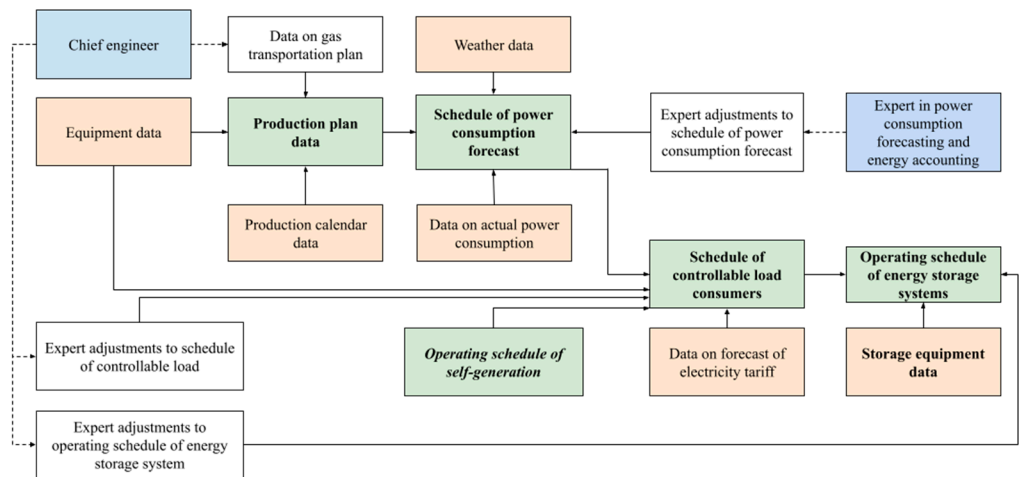 Chief engineer
Data on gas
transportation plan
Weather data
Equipment data
Production plan
data
Schedule of power
consumption
forecast
Expert adjustments to
schedule of power
consumption forecast
Expert in power
consumption
forecasting and
energy accounting
Production calendar
data
Data on actual power
consumption
Schedule of
controllable load
consumers
Operating schedule
of energy storage
systems
Expert adjustments to schedule
of controllable load
Operating schedule of
self-generation
Data on forecast of
electricity tariff
Storage equipment
data
Expert adjustments to
operating schedule of energy
storage system